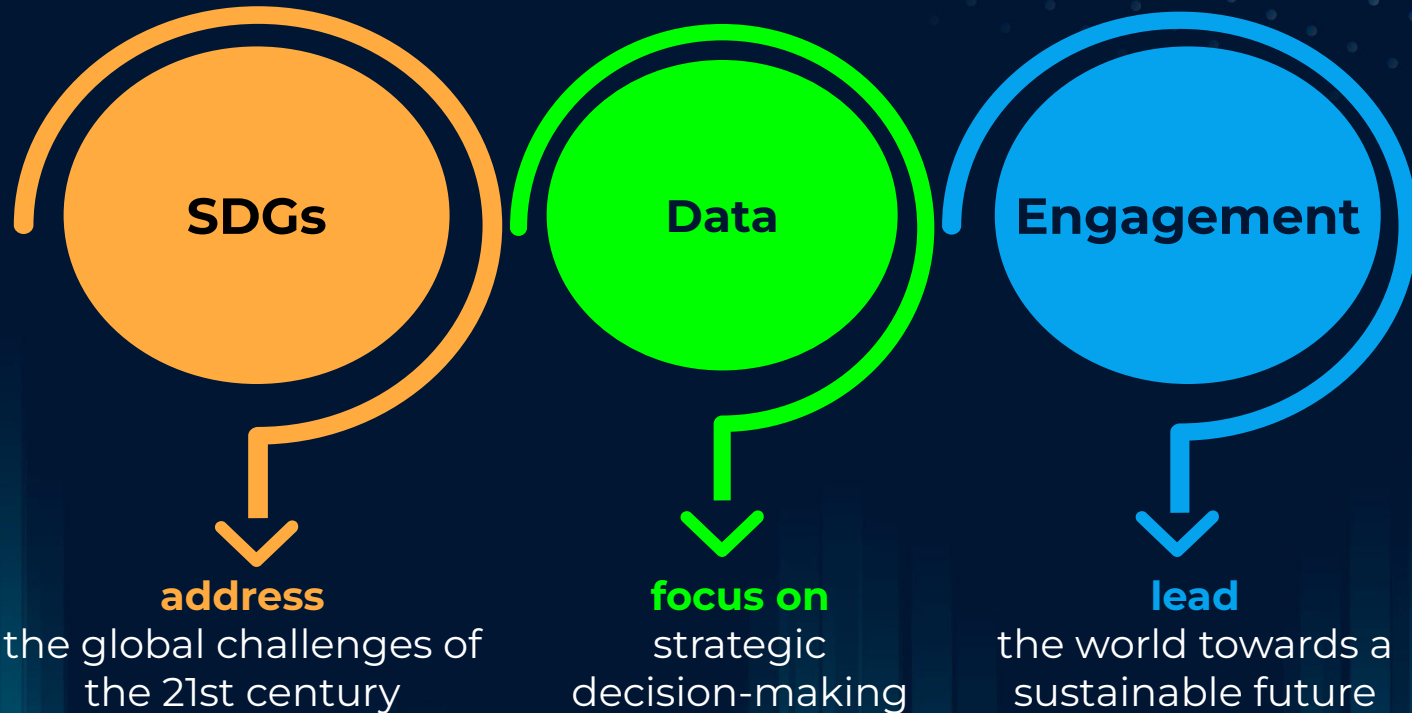 SDGs
address
the global challenges of
the 21st century
Data
focus on
strategic
decision-making
Engagement
lead
the world towards a
sustainable future